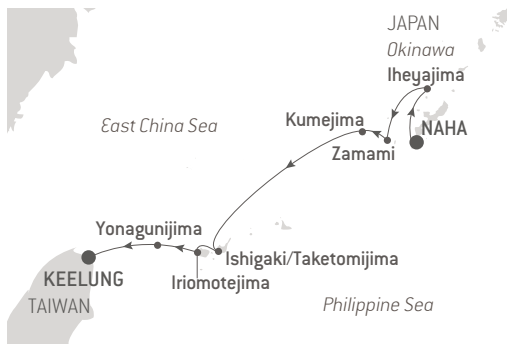 JAPAN
Okinawa
Iheyajima
East China Sea
Kumejima
NAHA
Zamami
Yonagunijima
Ishigaki/Taketomijima
KEELUNG
Iriomotejima
TAIWAN
Philippine Sea